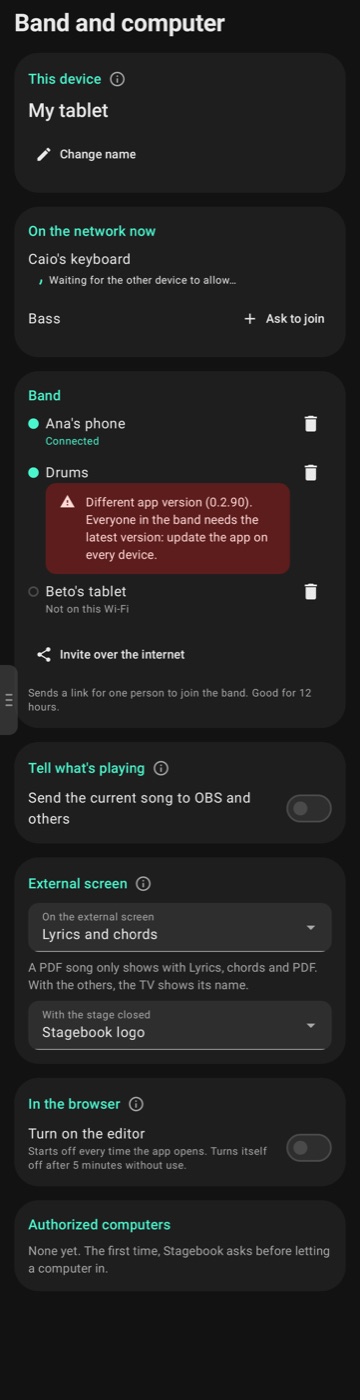 Band and computer
This device
My tablet
Change name
On the network now
Caio's keyboard
Waiting for the other device to allow…
Bass
Ask to join
Band
Ana's phone
Connected
Drums
Different app version (0.2.90).
Everyone in the band needs the
latest version: update the app on
every device.
Beto's tablet
Not on this Wi-Fi
Invite over the internet
Sends a link for one person to join the band. Good for 12
hours.
Tell what's playing
Send the current song to OBS and
others
External screen
On the external screen
Lyrics and chords
A PDF song only shows with Lyrics, chords and PDF.
With the others, the TV shows its name.
With the stage closed
Stagebook logo
In the browser
Turn on the editor
Starts off every time the app opens. Turns itself
off after 5 minutes without use.
Authorized computers
None yet. The first time, Stagebook asks before letting
a computer in.